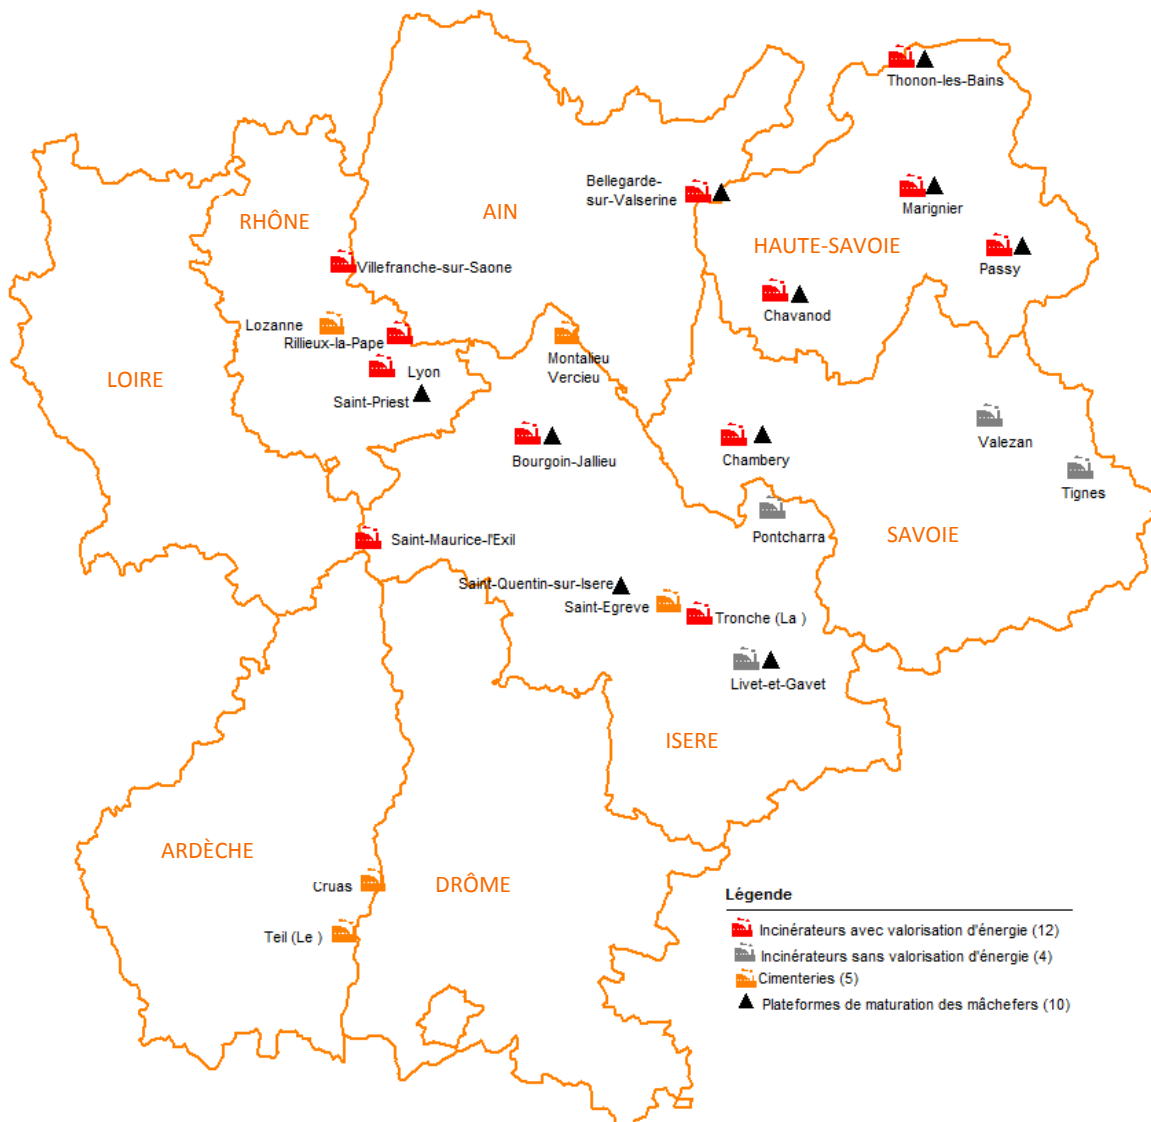 Thonon-les-Bains
Bellegarde-
sur-Valserine
Marignier
RHÔNE
AIN
HAUTE-SAVOIE
Passy
Villefranche-sur-Saone
Chavanod
Lozanne
Rillieux-la-Pape
Montalieu
Vercieu
LOIRE
Lyon
Saint-Priest
Valezan
Bourgoin-Jallieu
Chambery
Tignes
Pontcharra
SAVOIE
Saint-Maurice-l'Exil
Saint-Quentin-sur-Isere
Saint-Egreve
Tronche (La )
Livet-et-Gavet
ISERE
ARDÈCHE
Cruas
DRÔME
Teil (Le )
Légende
Incinérateurs avec valorisation d'énergie (12)
Incinérateurs sans valorisation d'énergie (4)
Cimenteries (5)
Plateformes de maturation des mâchefers (10)